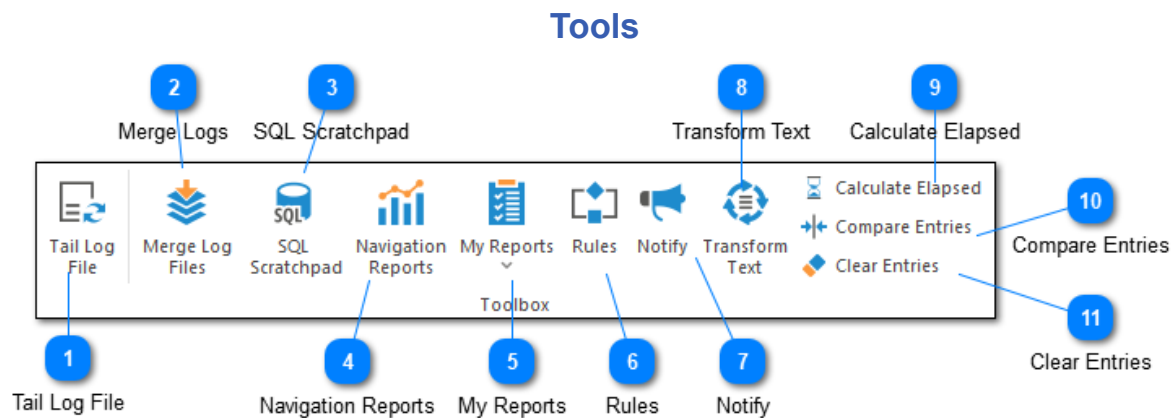 Tools
2
3
8
9
Merge Logs
SQL Scratchpad
Transform Text
Calculate Elapsed
SQL
Tail Log
File
Merge Log
Files
SQL
Scratchpad
Navigation
Reports
My Reports
Rules
Notify
Transform
Text
Calculate Elapsed
Compare Entries
Clear Entries
Toolbox
10
Compare Entries
11
Clear Entries
1
Tail Log File
4
Navigation Reports
5
My Reports
6
Rules
7
Notify